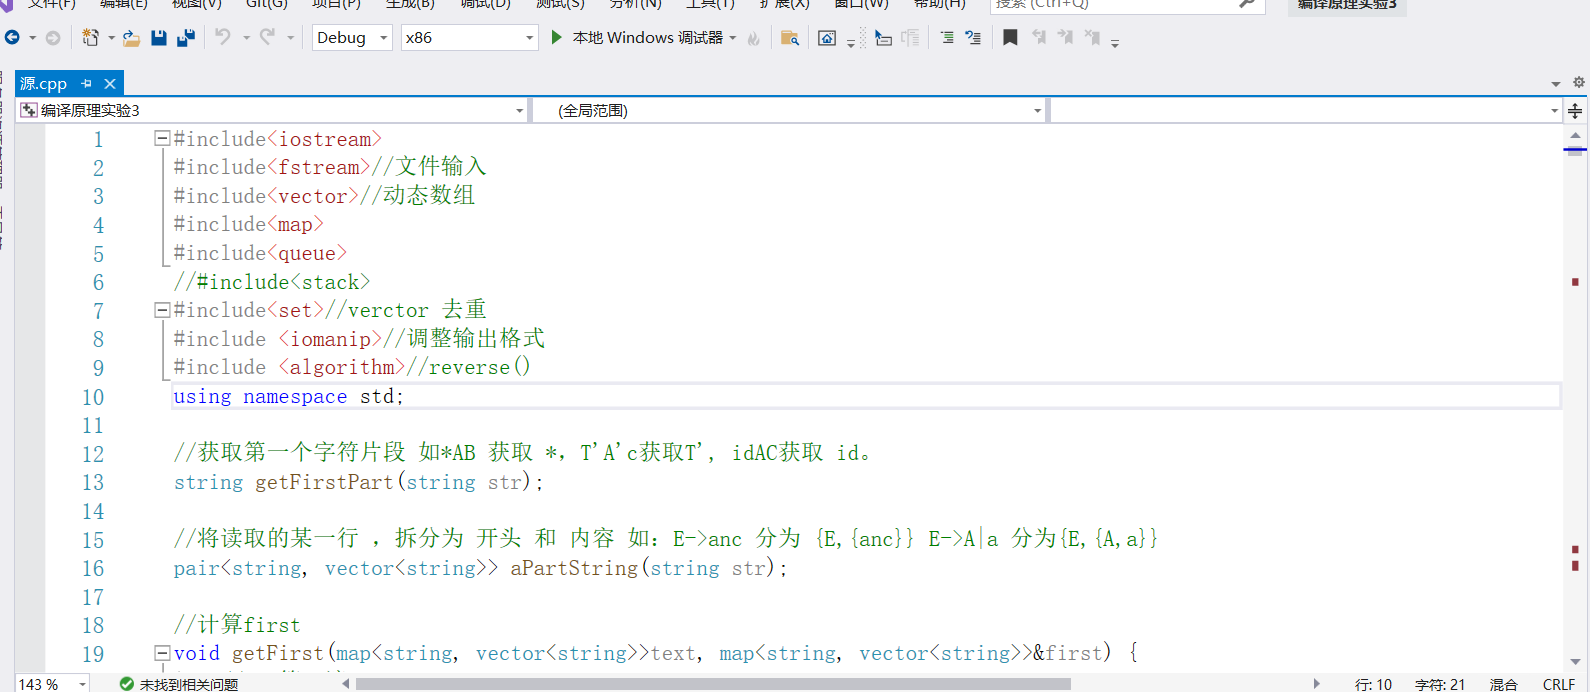 文件(F) 编辑(E) 视图(V) Git(G) 项目(P) 生成(B) 调试(D) 测试(S) 分析(N) 工具(T) 扩展(X) 窗口(W) 帮助(H) 搜索 (Ctrl+Q) 编译原理实验3
Debug x86 本地 Windows 调试器
源.cpp
编译原理实验3 (全局范围)
1 #include<iostream>
2 #include<fstream>//文件输入
3 #include<vector>//动态数组
4 #include<map>
5 #include<queue>
6 //#include<stack>
7 #include<set>//verctor 去重
8 #include <iomanip>//调整输出格式
9 #include <algorithm>//reverse()
10 using namespace std;
11
12 //获取第一个字符片段 如*AB 获取 *, T'A'c获取T', idAC获取 id。
13 string getFirstPart(string str);
14
15 //将读取的某一行 ，拆分为 开头 和 内容 如：E->anc 分为 {E,{anc}} E->A|a 分为{E,{A,a}}
16 pair<string, vector<string>> aPartString(string str);
17
18 //计算first
19 void getFirst(map<string, vector<string>>text, map<string, vector<string>>&first) {
143 % 未找到相关问题 行: 10 字符: 21 混合 CRLF